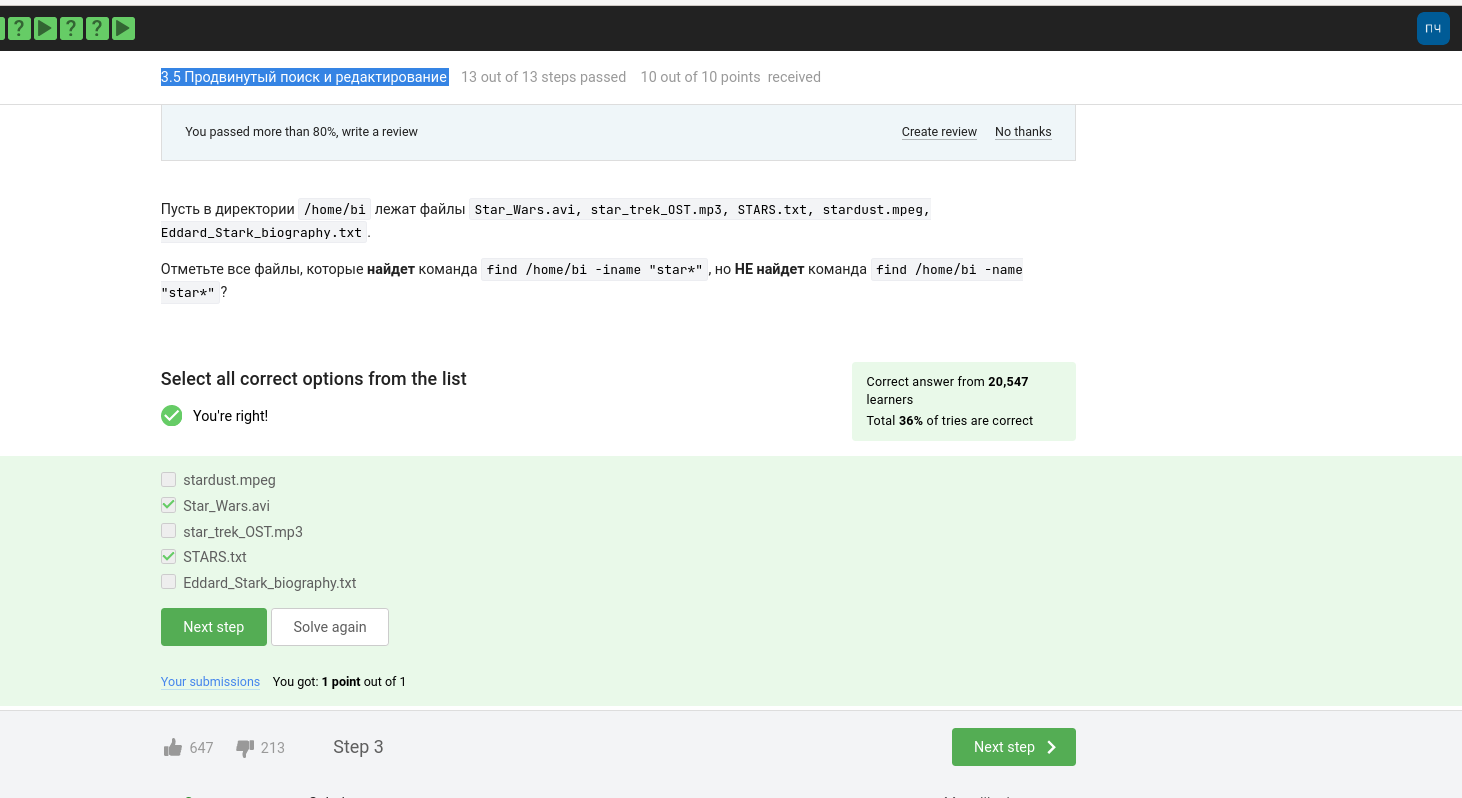 ? ? ?
ПЧ
3.5 Продвинутый поиск и редактирование 13 out of 13 steps passed 10 out of 10 points received
You passed more than 80%, write a review Create review No thanks
Пусть в директории /home/bi лежат файлы Star_Wars.avi, star_trek_OST.mp3, STARS.txt, stardust.mpeg,
Eddard_Stark_biography.txt .
Отметьте все файлы, которые найдет команда find /home/bi -iname "star*" , но НЕ найдет команда find /home/bi -name
"star*" ?
Select all correct options from the list
You're right!
Correct answer from 20,547
learners
Total 36% of tries are correct
stardust.mpeg
Star_Wars.avi
star_trek_OST.mp3
STARS.txt
Eddard_Stark_biography.txt
Next step Solve again
Your submissions You got: 1 point out of 1
647 213 Step 3 Next step